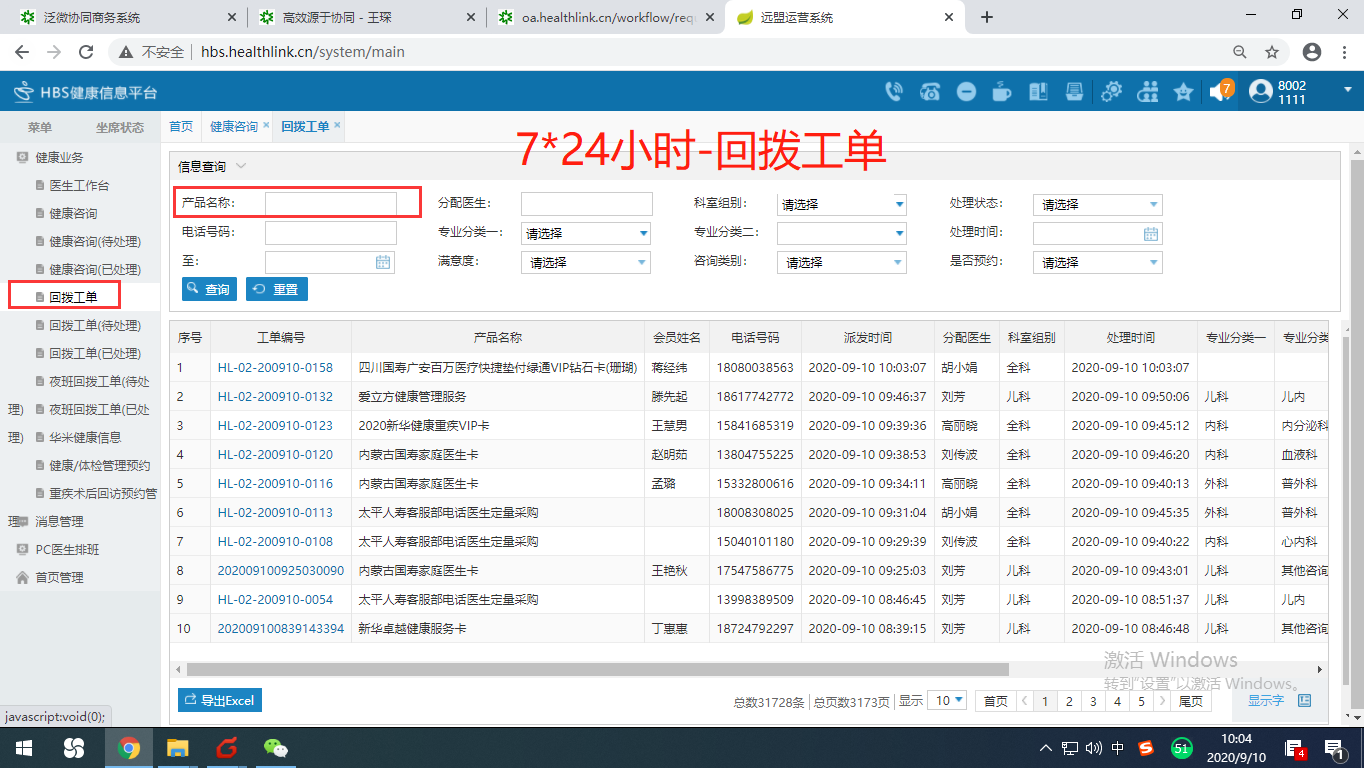 泛微协同商务系统
高效源于协同 - 王琛
oa.healthlink.cn/workflow/req
远盟运营系统
不安全 hbs.healthlink.cn/system/main
HBS健康信息平台
7
8002
1111
菜单 坐席状态 首页 健康咨询 回拨工单
7*24小时-回拨工单
健康业务
医生工作台
健康咨询
健康咨询(待处理)
健康咨询(已处理)
回拨工单
回拨工单(待处理)
回拨工单(已处理)
夜班回拨工单(待处
理) 夜班回拨工单(已处
理) 华米健康信息
健康/体检管理预约
重疾术后回访预约管
理 消息管理
PC医生排班
首页管理
信息查询
产品名称: 分配医生: 科室组别: 请选择 处理状态: 请选择
电话号码: 专业分类一: 请选择 专业分类二: 处理时间:
至: 满意度: 请选择 咨询类别: 请选择 是否预约: 请选择
查询 重置
序号 工单编号 产品名称 会员姓名 电话号码 派发时间 分配医生 科室组别 处理时间 专业分类一 专业分类
1 HL-02-200910-0158 四川国寿广安百万医疗快捷垫付绿通VIP钻石卡(珊瑚) 蒋经纬 18080038563 2020-09-10 10:03:07 胡小娟 全科 2020-09-10 10:03:07
2 HL-02-200910-0132 爱立方健康管理服务 滕先起 18617742772 2020-09-10 09:46:37 刘芳 儿科 2020-09-10 09:50:06 儿科 儿内
3 HL-02-200910-0123 2020新华健康重疾VIP卡 王慧男 15841685319 2020-09-10 09:39:36 高丽晓 全科 2020-09-10 09:45:12 内科 内分泌科
4 HL-02-200910-0120 内蒙古国寿家庭医生卡 赵明茹 13804755225 2020-09-10 09:38:53 刘传波 全科 2020-09-10 09:46:20 内科 血液科
5 HL-02-200910-0116 内蒙古国寿家庭医生卡 孟璐 15332800616 2020-09-10 09:34:11 高丽晓 全科 2020-09-10 09:40:13 外科 普外科
6 HL-02-200910-0113 太平人寿客服部电话医生定量采购 18008308025 2020-09-10 09:31:04 胡小娟 全科 2020-09-10 09:45:35 外科 普外科
7 HL-02-200910-0108 太平人寿客服部电话医生定量采购 15040101180 2020-09-10 09:29:39 刘传波 全科 2020-09-10 09:40:22 内科 心内科
8 202009100925030090 内蒙古国寿家庭医生卡 王艳秋 17547586775 2020-09-10 09:25:03 刘芳 儿科 2020-09-10 09:43:01 儿科 其他咨询
9 HL-02-200910-0054 太平人寿客服部电话医生定量采购 13998389509 2020-09-10 08:46:45 刘芳 儿科 2020-09-10 08:51:37 儿科 儿内
10 202009100839143394 新华卓越健康服务卡 丁惠惠 18724792297 2020-09-10 08:39:15 刘芳 儿科 2020-09-10 08:46:48 儿科 其他咨询
激活 Windows
转到"设置"以激活 Windows。
导出Excel 总数31728条 总页数3173页 显示 10 首页 1 2 3 4 5 尾页 显示字
javascript:void(0);
中 51 10:04
2020/9/10 4 1